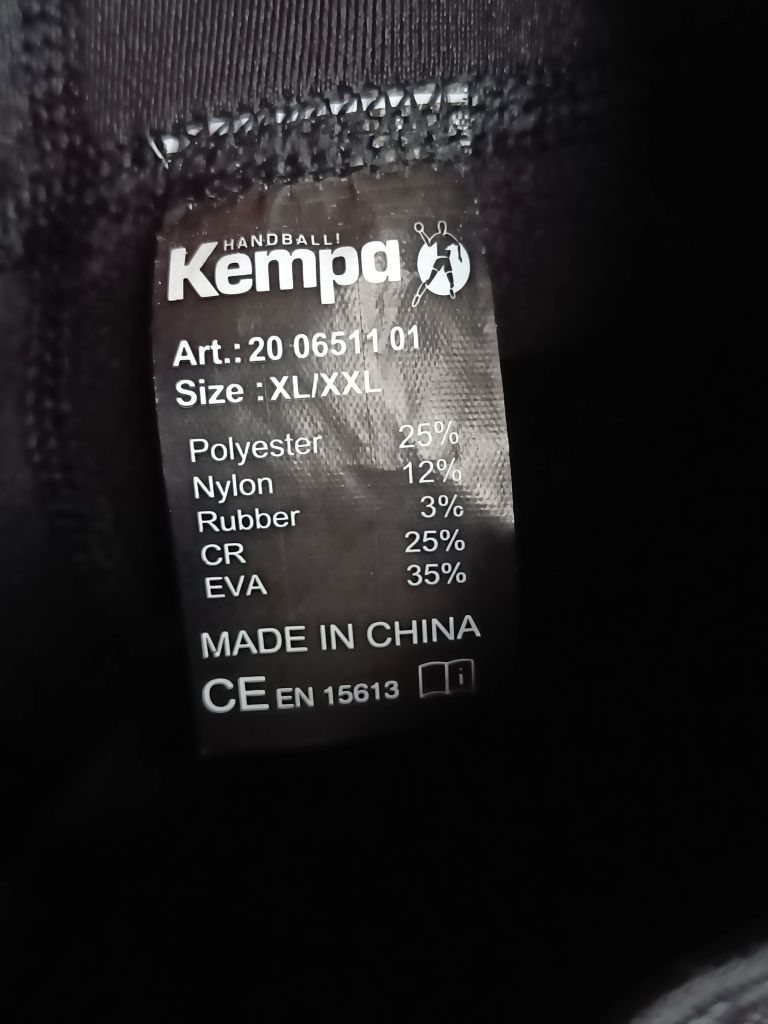 HANDBALL!
Kempa
Art.: 20 06511 01
Size : XL/XXL
Polyester 25%
Nylon 12%
Rubber 3%
CR 25%
EVA 35%
MADE IN CHINA
CE EN 15613 i